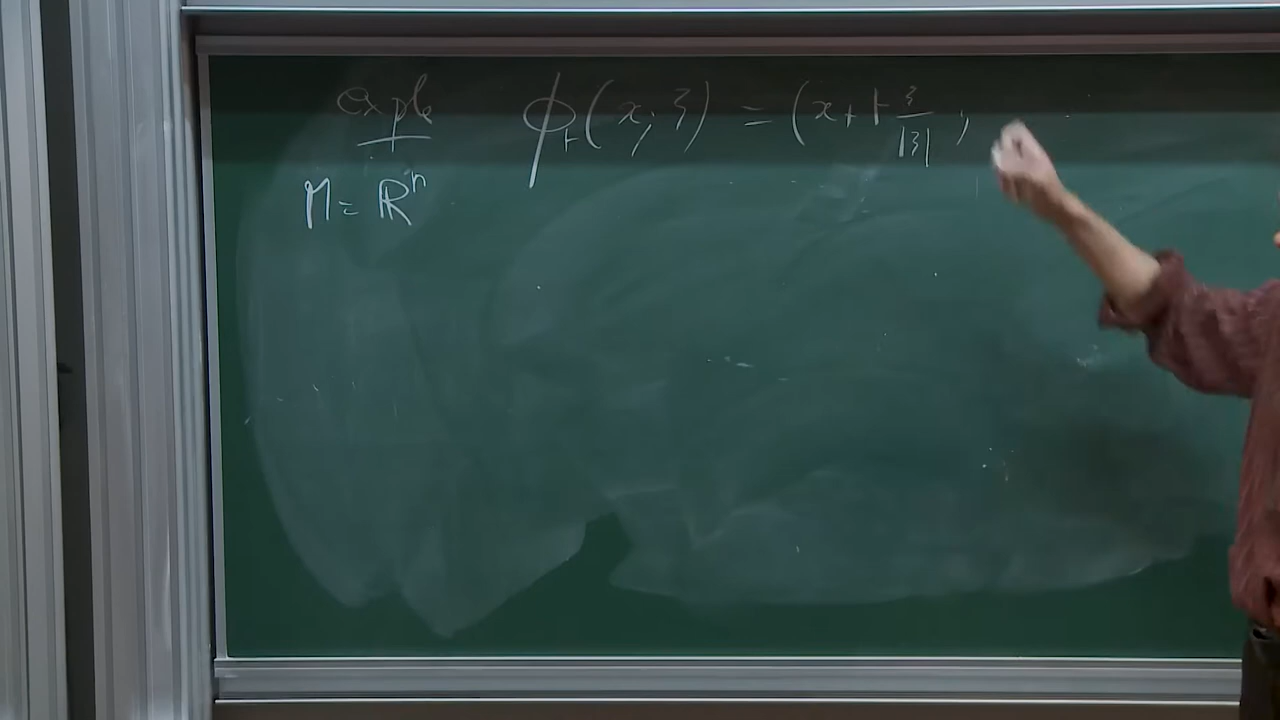 exple ϕₜ(x; ξ) = (x + t ξ/|ξ| ;
M = ℝⁿ